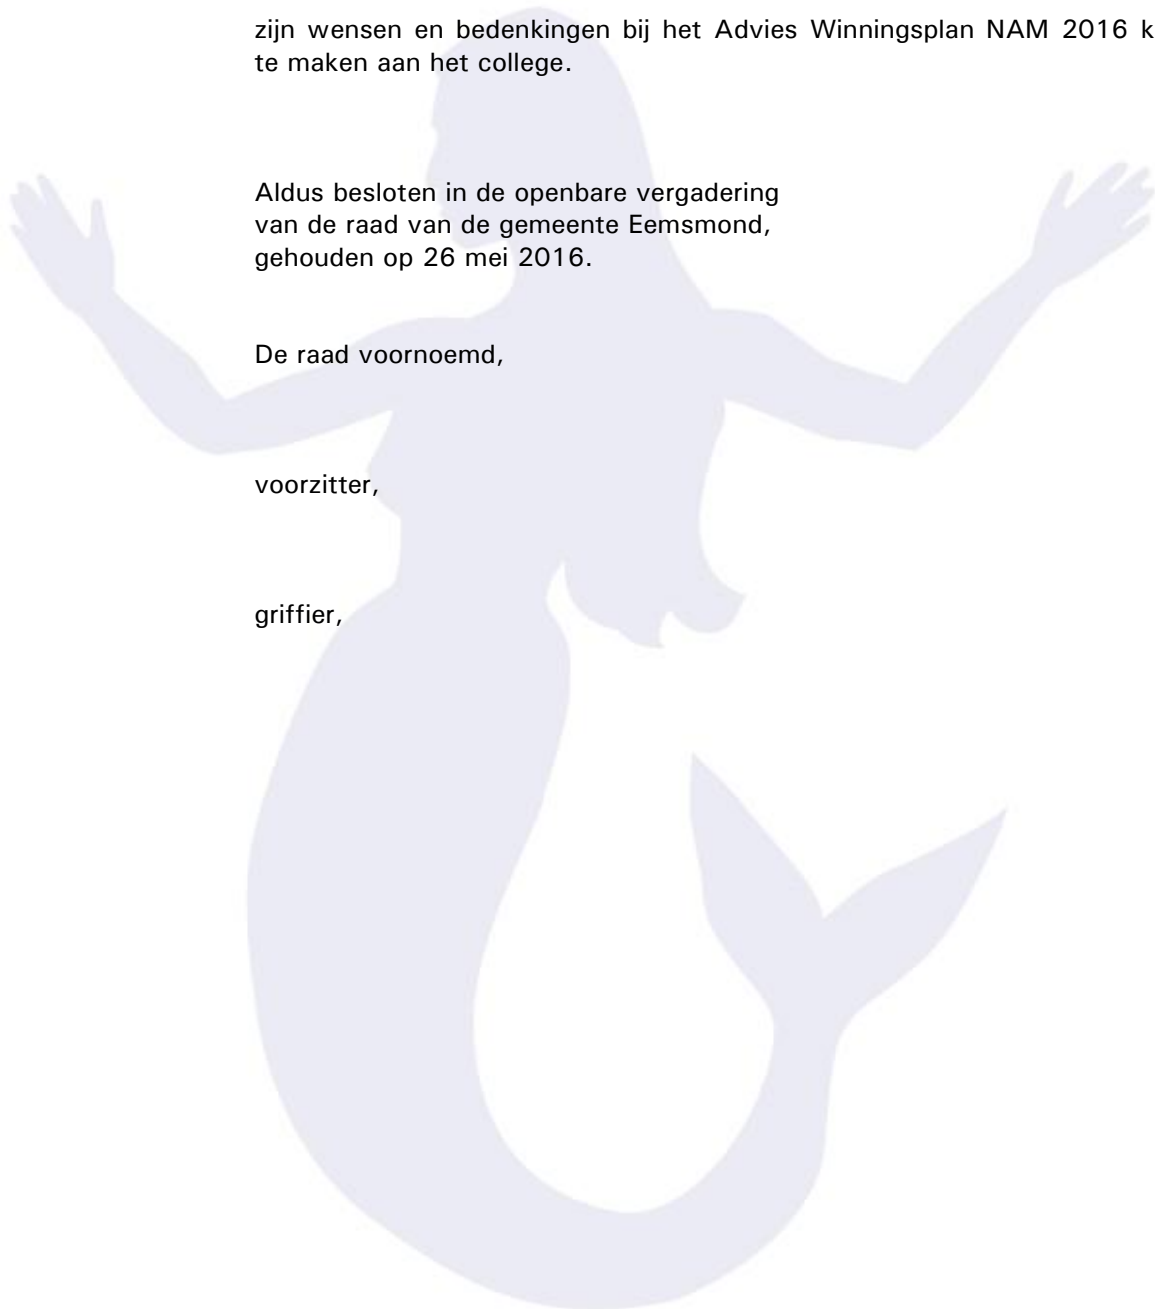 zijn wensen en bedenkingen bij het Advies Winningsplan NAM 2016 k
te maken aan het college.
Aldus besloten in de openbare vergadering
van de raad van de gemeente Eemsmond,
gehouden op 26 mei 2016.
De raad voornoemd,
voorzitter,
griffier,